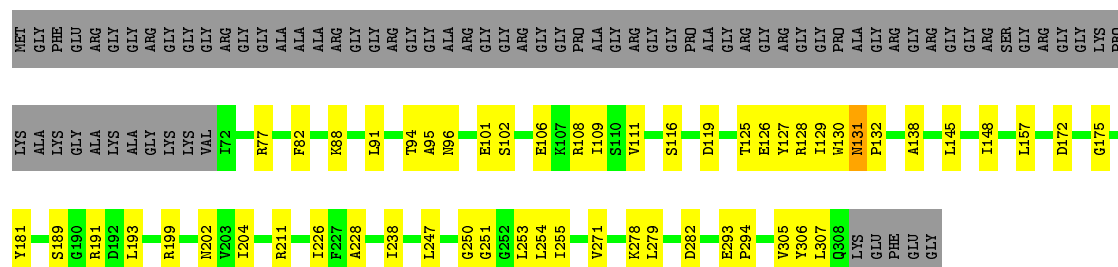 MET GLY PHE GLU ARG GLY GLY ARG GLY GLY GLY ARG GLY GLY ALA ALA ALA ARG GLY GLY ARG GLY GLY ALA ARG GLY GLY ARG GLY GLY PRO ALA GLY ARG GLY GLY PRO ALA GLY ARG GLY ARG GLY GLY PRO ALA GLY GLY ARG SER GLY ARG GLY GLY LYS PRO
LYS ALA LYS GLY ALA LYS ALA GLY LYS LYS VAL I72 R77 F82 K88 L91 T94 A95 N96 E101 S102 E106 K107 R108 I109 S110 V111 S116 D119 T125 E126 Y127 R128 I129 W130 N131 P132 A138 L145 I148 L157 D172 G175
Y181 S189 G190 R191 D192 L193 R199 N202 V203 I204 R211 I226 F227 A228 I238 L247 G250 G251 G252 L253 L254 I255 V271 K278 L279 D282 E293 P294 V305 Y306 L307 Q308 LYS GLU PHE GLU GLY